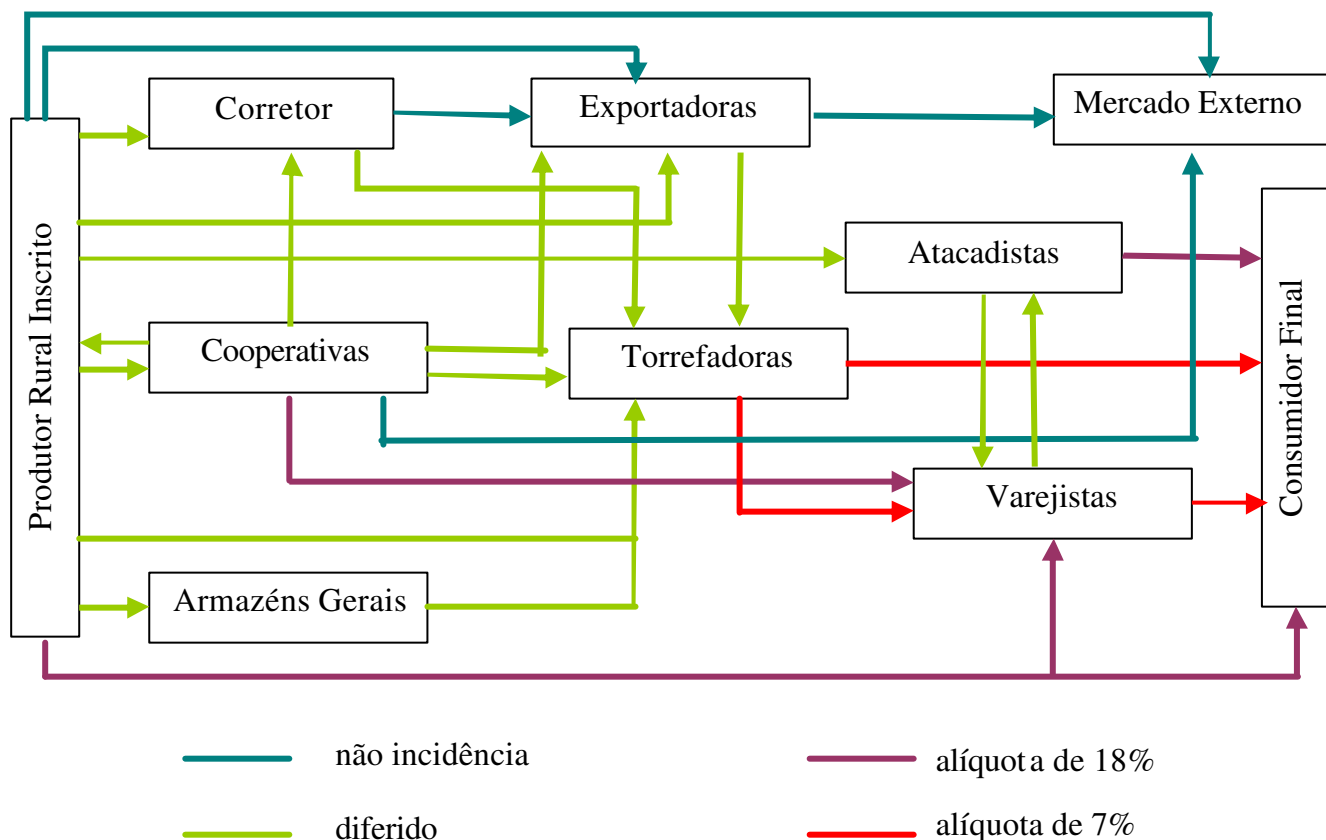 Corretor
Exportadoras
Mercado Externo
Produtor Rural Inscrito
Atacadistas
Consumidor Final
Cooperativas
Torrefadoras
Varejistas
Armazéns Gerais
não incidência
alíquota de 18%
diferido
alíquota de 7%